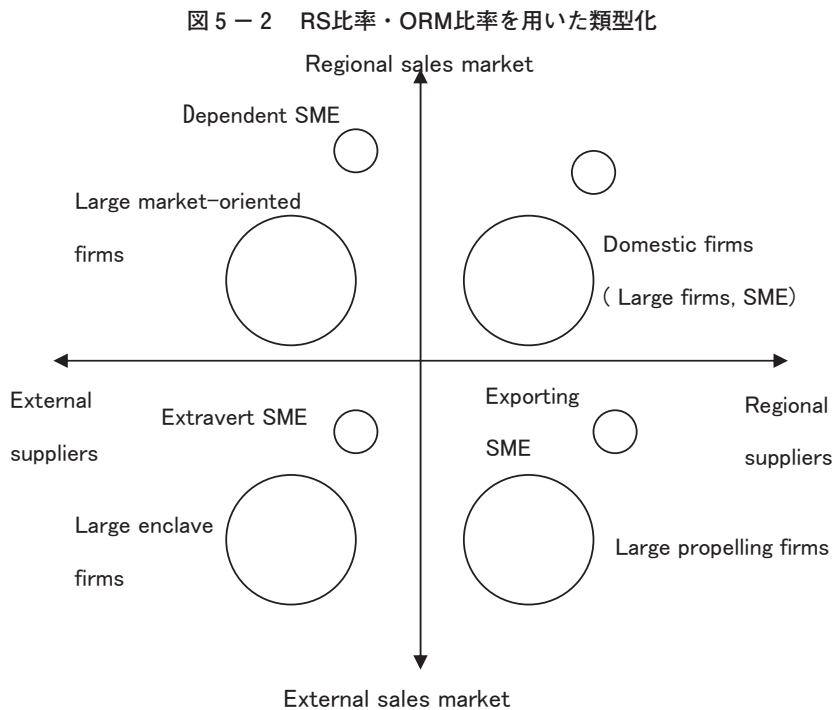 図5－2 RS比率・ORM比率を用いた類型化
Regional sales market
Dependent SME
Large market-oriented
firms
Domestic firms
( Large firms, SME)
External
suppliers
Extravert SME
Exporting
SME
Regional
suppliers
Large enclave
firms
Large propelling firms
External sales market